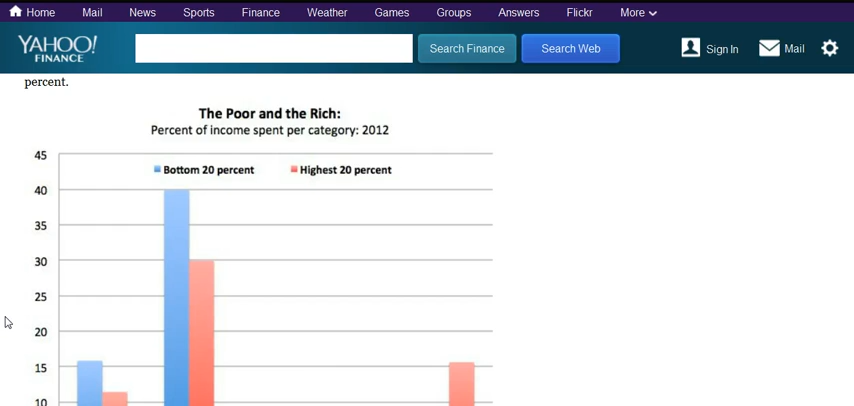 Home Mail News Sports Finance Weather Games Groups Answers Flickr More
YAHOO!
FINANCE
Search Finance
Search Web
Sign In
Mail
percent.
The Poor and the Rich:
Percent of income spent per category: 2012
45
Bottom 20 percent
Highest 20 percent
40
35
30
25
20
15
10